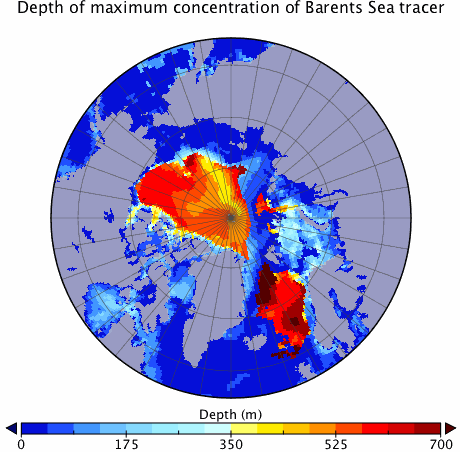 Depth of maximum concentration of Barents Sea tracer
Depth (m)
0 175 350 525 700